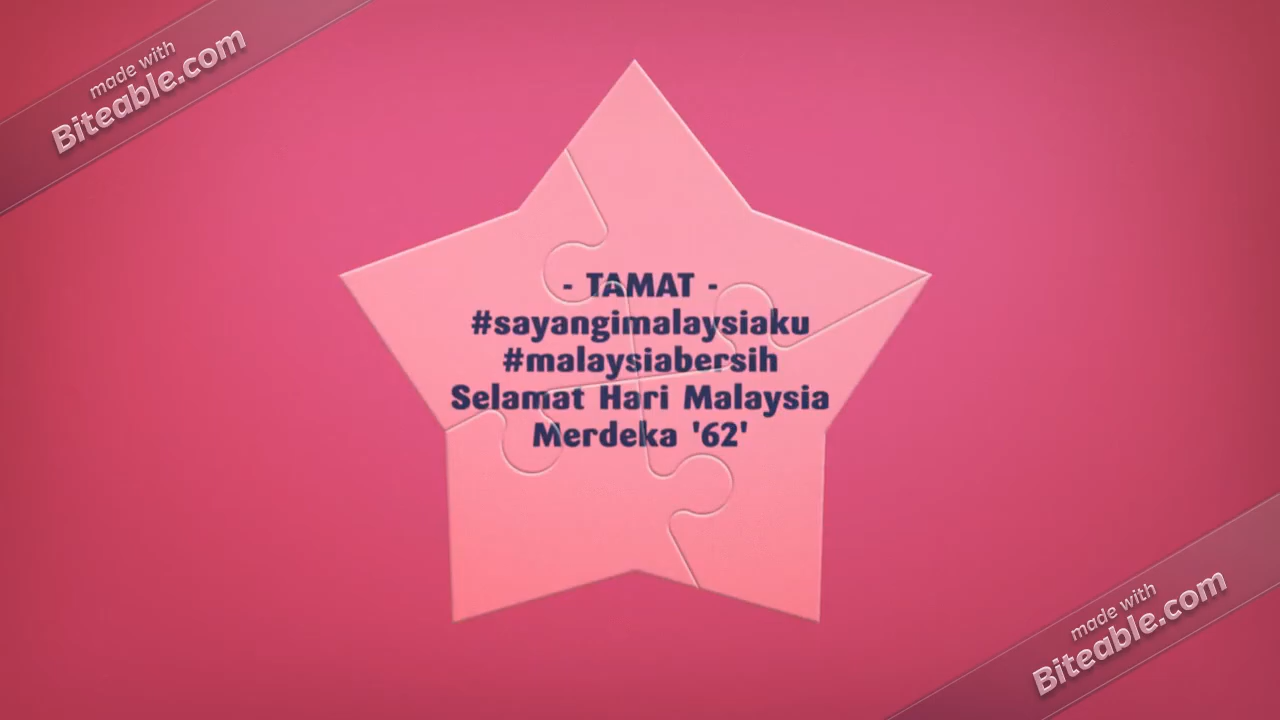 made with
Biteable.com
- TAMAT -
#sayangimalaysiaku
#malaysiabersih
Selamat Hari Malaysia
Merdeka '62'
made with
Biteable.com